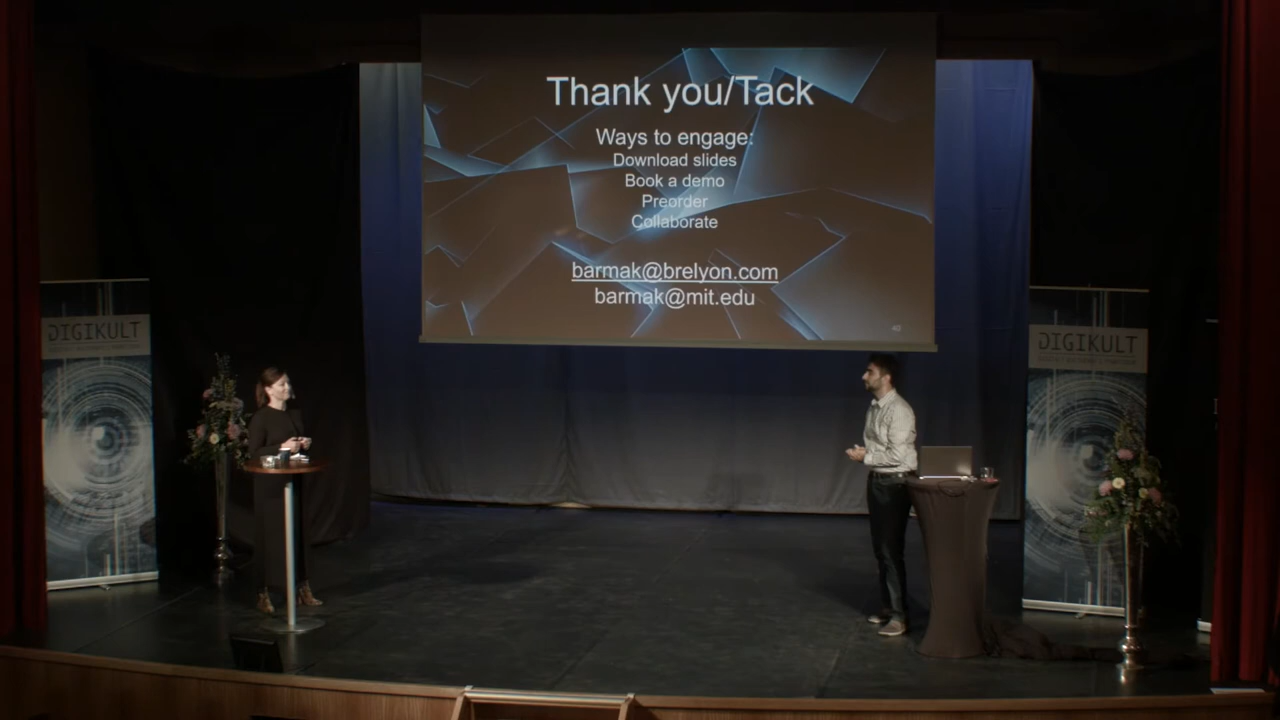 Thank you/Tack
Ways to engage:
Download slides
Book a demo
Preorder
Collaborate
barmak@brelyon.com
barmak@mit.edu
40
DIGIKULT
DIGIKULT